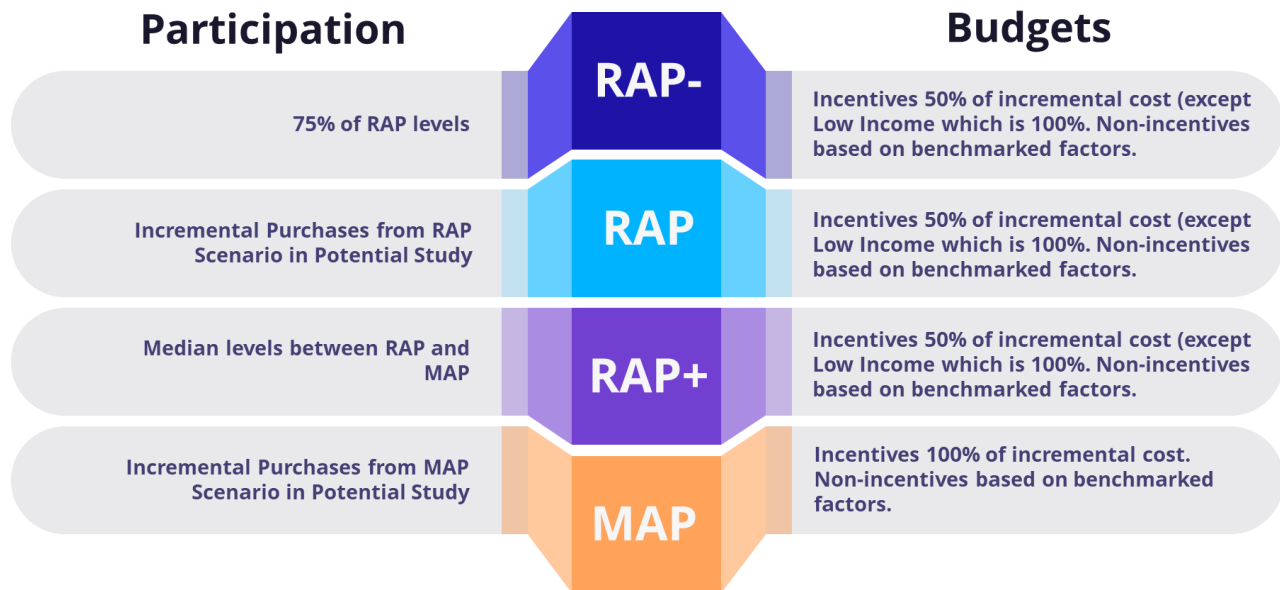 Participation
Budgets
RAP-
75% of RAP levels
Incentives 50% of incremental cost (except
Low Income which is 100%. Non-incentives
based on benchmarked factors.
RAP
Incremental Purchases from RAP
Scenario in Potential Study
Incentives 50% of incremental cost (except
Low Income which is 100%. Non-incentives
based on benchmarked factors.
RAP+
Median levels between RAP and
MAP
Incentives 50% of incremental cost (except
Low Income which is 100%. Non-incentives
based on benchmarked factors.
MAP
Incremental Purchases from MAP
Scenario in Potential Study
Incentives 100% of incremental cost.
Non-incentives based on benchmarked
factors.